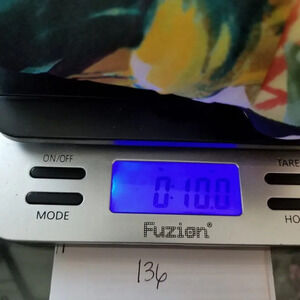 ON/OFF
TARE
0:10.0
MODE
HO
Fuzion®
136